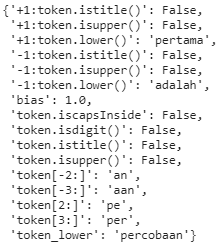 {'+1:token.istitle()': False,
'+1:token.isupper()': False,
'+1:token.lower()': 'pertama',
'-1:token.istitle()': False,
'-1:token.isupper()': False,
'-1:token.lower()': 'adalah',
'bias': 1.0,
'token.iscapsInside': False,
'token.isdigit()': False,
'token.istitle()': False,
'token.isupper()': False,
'token[-2:]': 'an',
'token[-3:]': 'aan',
'token[2:]': 'pe',
'token[3:]': 'per',
'token_lower': 'percobaan'}